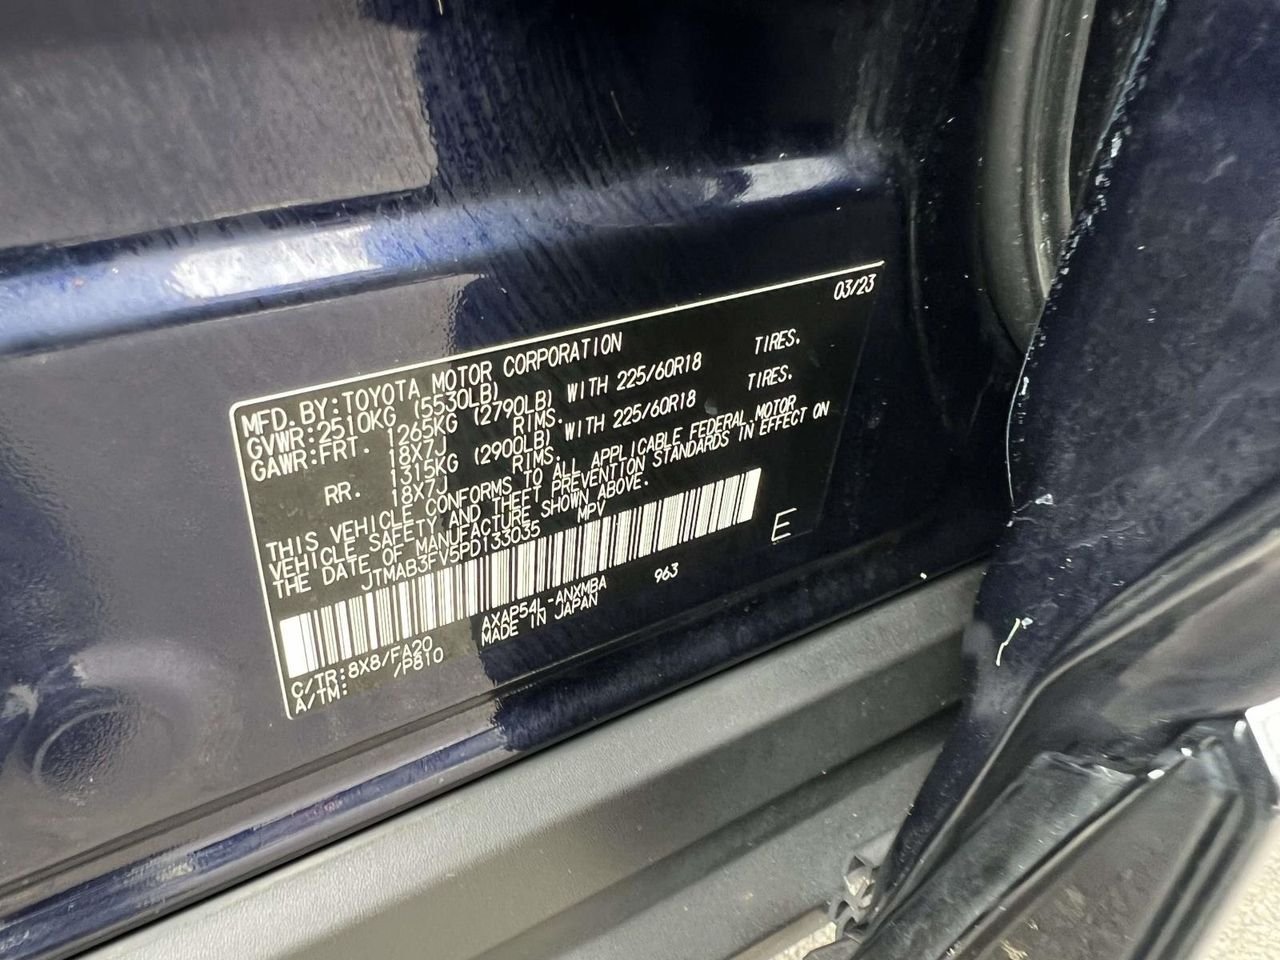 03/23
MFD.BY:TOYOTA MOTOR CORPORATION
GVWR:2510KG (5530LB)
GAWR:FRT. 1265KG (2790LB) WITH 225/60R18 TIRES.
18X7J RIMS.
RR. 1315KG (2900LB) WITH 225/60R18 TIRES.
18X7J RIMS.
THIS VEHICLE CONFORMS TO ALL APPLICABLE FEDERAL MOTOR
VEHICLE SAFETY AND THEFT PREVENTION STANDARDS IN EFFECT ON
THE DATE OF MANUFACTURE SHOWN ABOVE.
JTMAB3FV5PD133035 MPV
E
C/TR:8X8/FA20 AXAP54L-ANXMBA 963
A/TM: /P810 MADE IN JAPAN